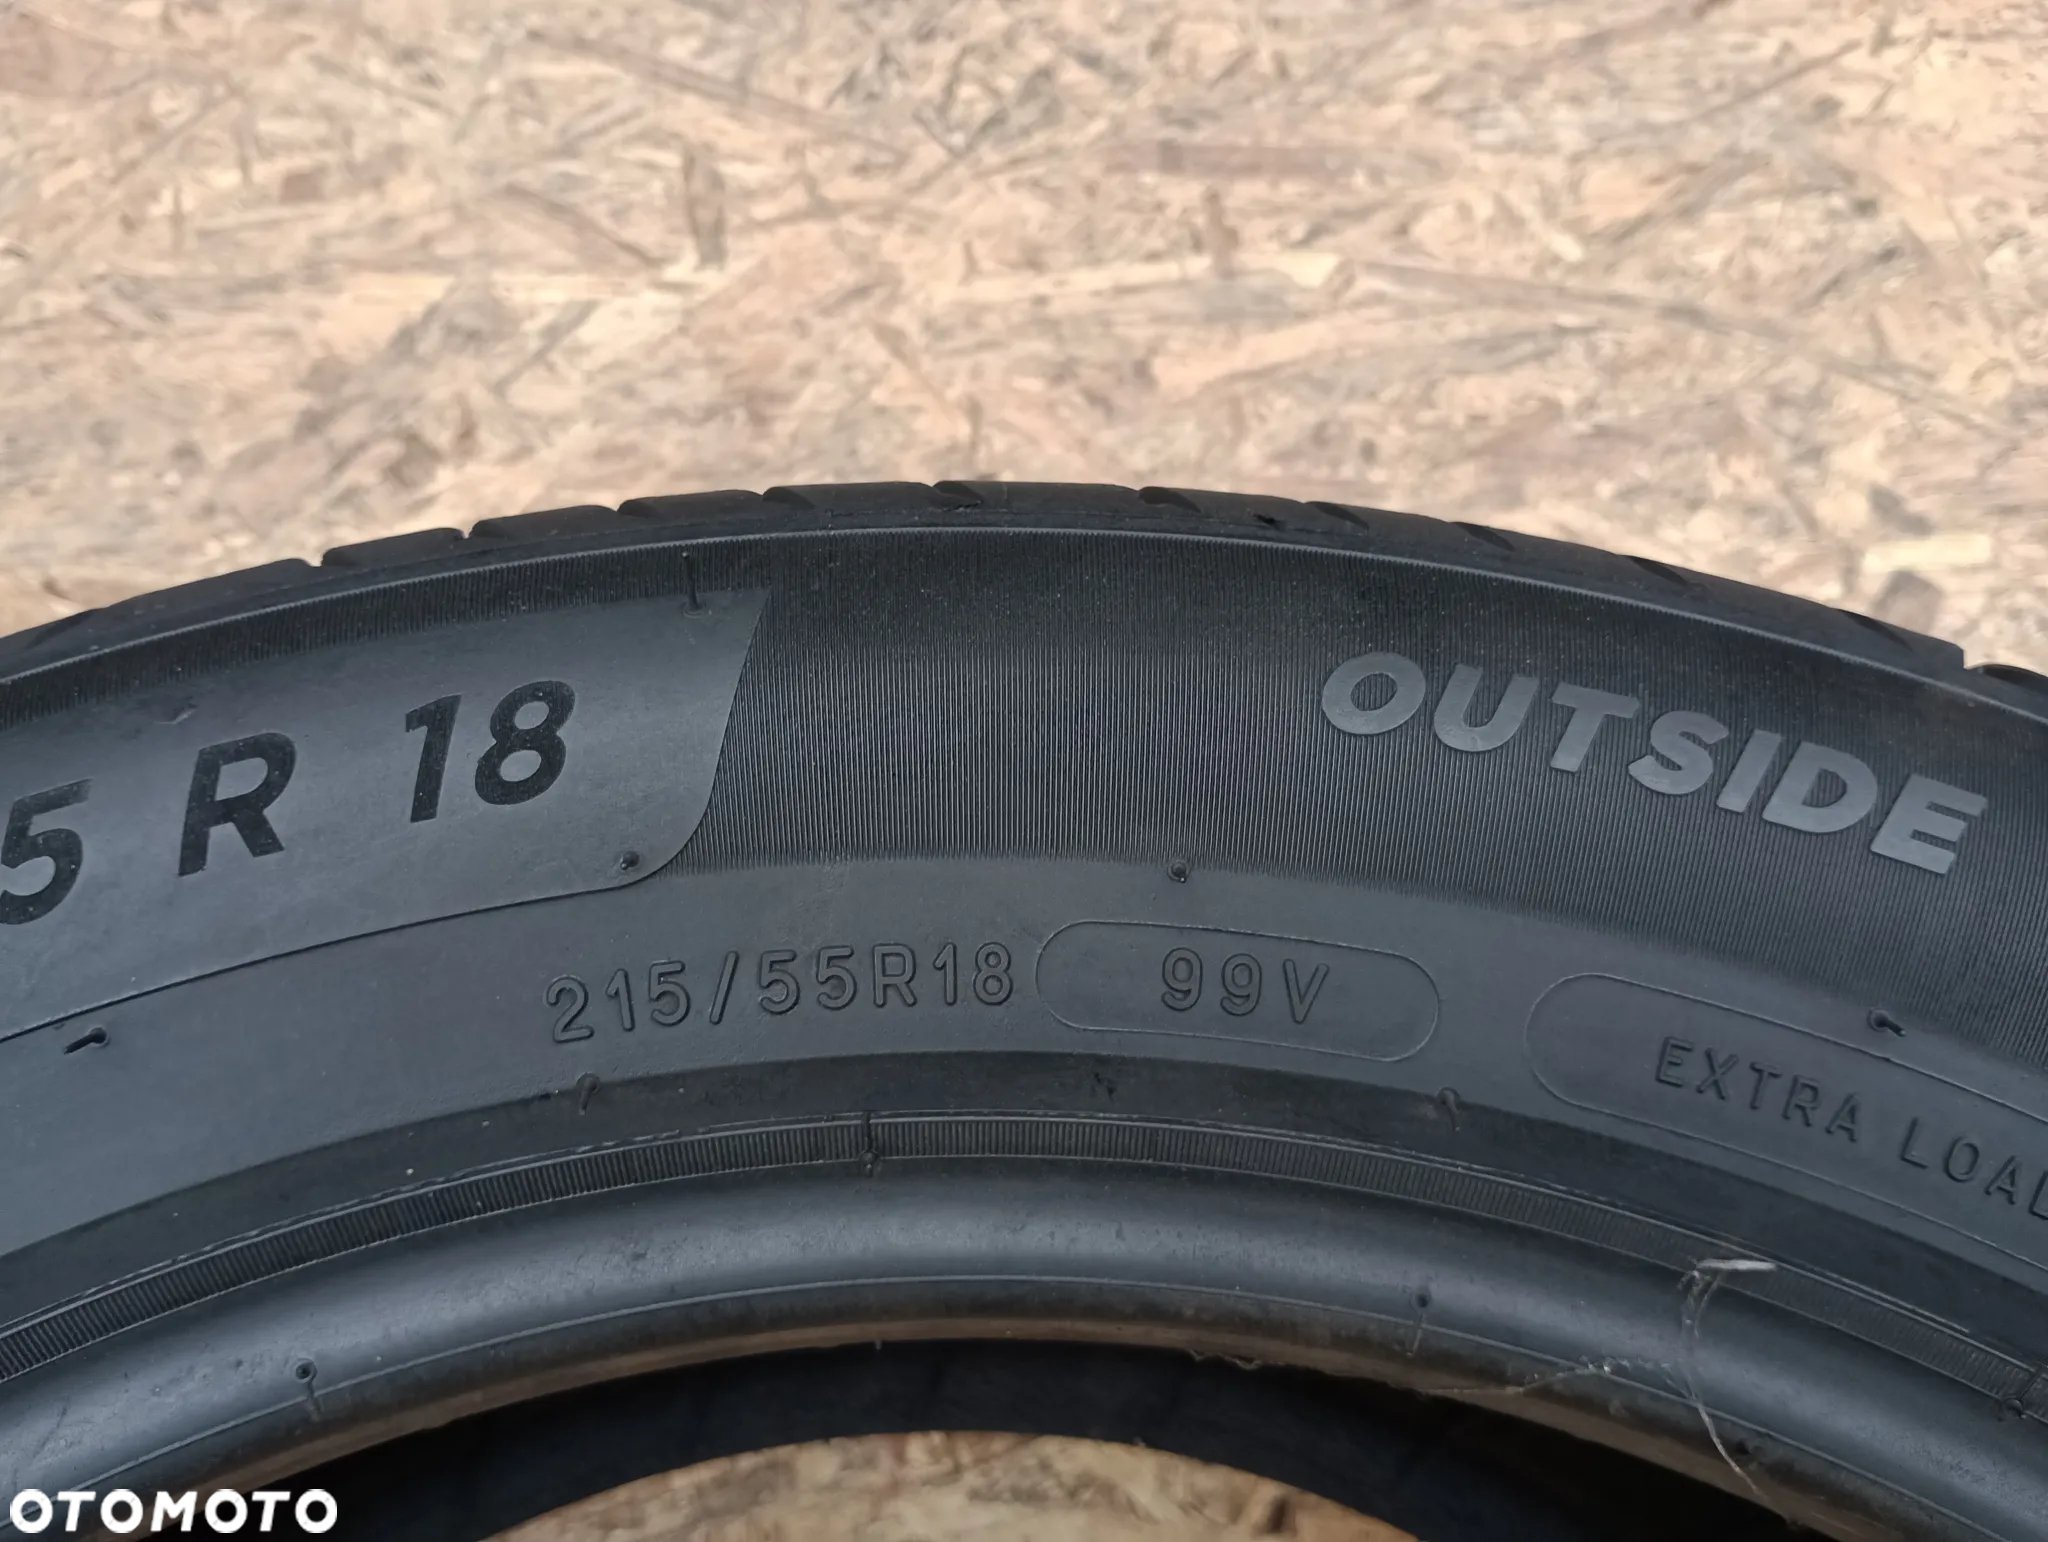 5 R 18
OUTSIDE
215/55R18 99V
EXTRA LOAD
OTOMOTO